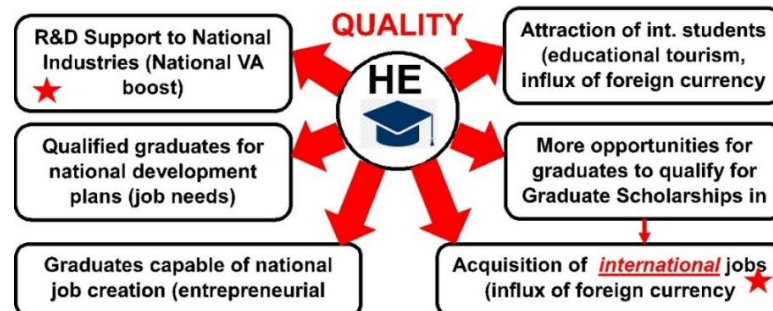 QUALITY
HE
R&D Support to National
Industries (National VA
boost)
Attraction of int. students
(educational tourism,
influx of foreign currency
Qualified graduates for
national development
plans (job needs)
More opportunities for
graduates to qualify for
Graduate Scholarships in
Graduates capable of national
job creation (entrepreneurial
Acquisition of international jobs
(influx of foreign currency